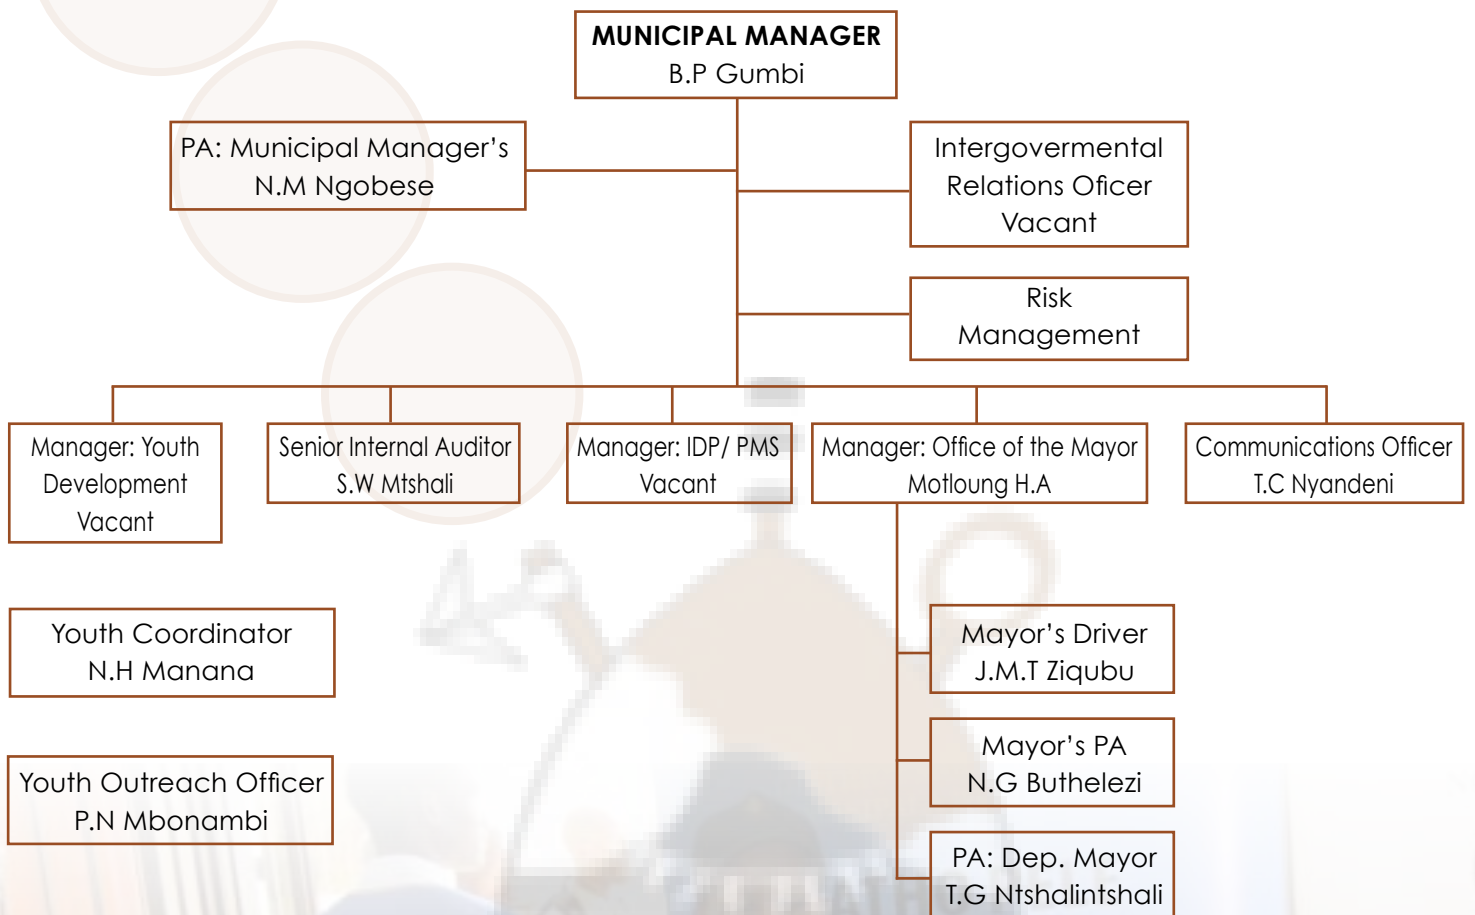 MUNICIPAL MANAGER
B.P Gumbi
PA: Municipal Manager’s
N.M Ngobese
Intergovermental
Relations Oficer
Vacant
Risk
Management
Manager: Youth
Development
Vacant
Senior Internal Auditor
S.W Mtshali
Manager: IDP/ PMS
Vacant
Manager: Office of the Mayor
Motloung H.A
Communications Officer
T.C Nyandeni
Youth Coordinator
N.H Manana
Youth Outreach Officer
P.N Mbonambi
Mayor’s Driver
J.M.T Ziqubu
Mayor’s PA
N.G Buthelezi
PA: Dep. Mayor
T.G Ntshalintshali